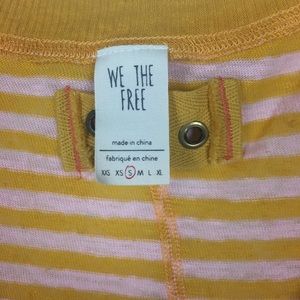 WE THE
FREE
made in china
fabriqué en chine
XXS XS S M L XL